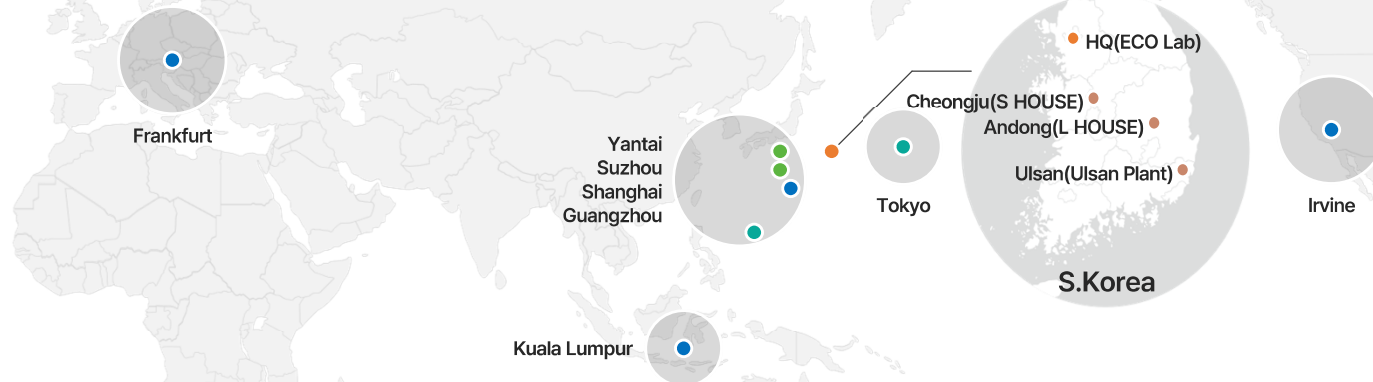 Frankfurt
Yantai
Suzhou
Shanghai
Guangzhou
Kuala Lumpur
Tokyo
HQ(ECO Lab)
Cheongju(S HOUSE)
Andong(L HOUSE)
Ulsan(Ulsan Plant)
S.Korea
Irvine